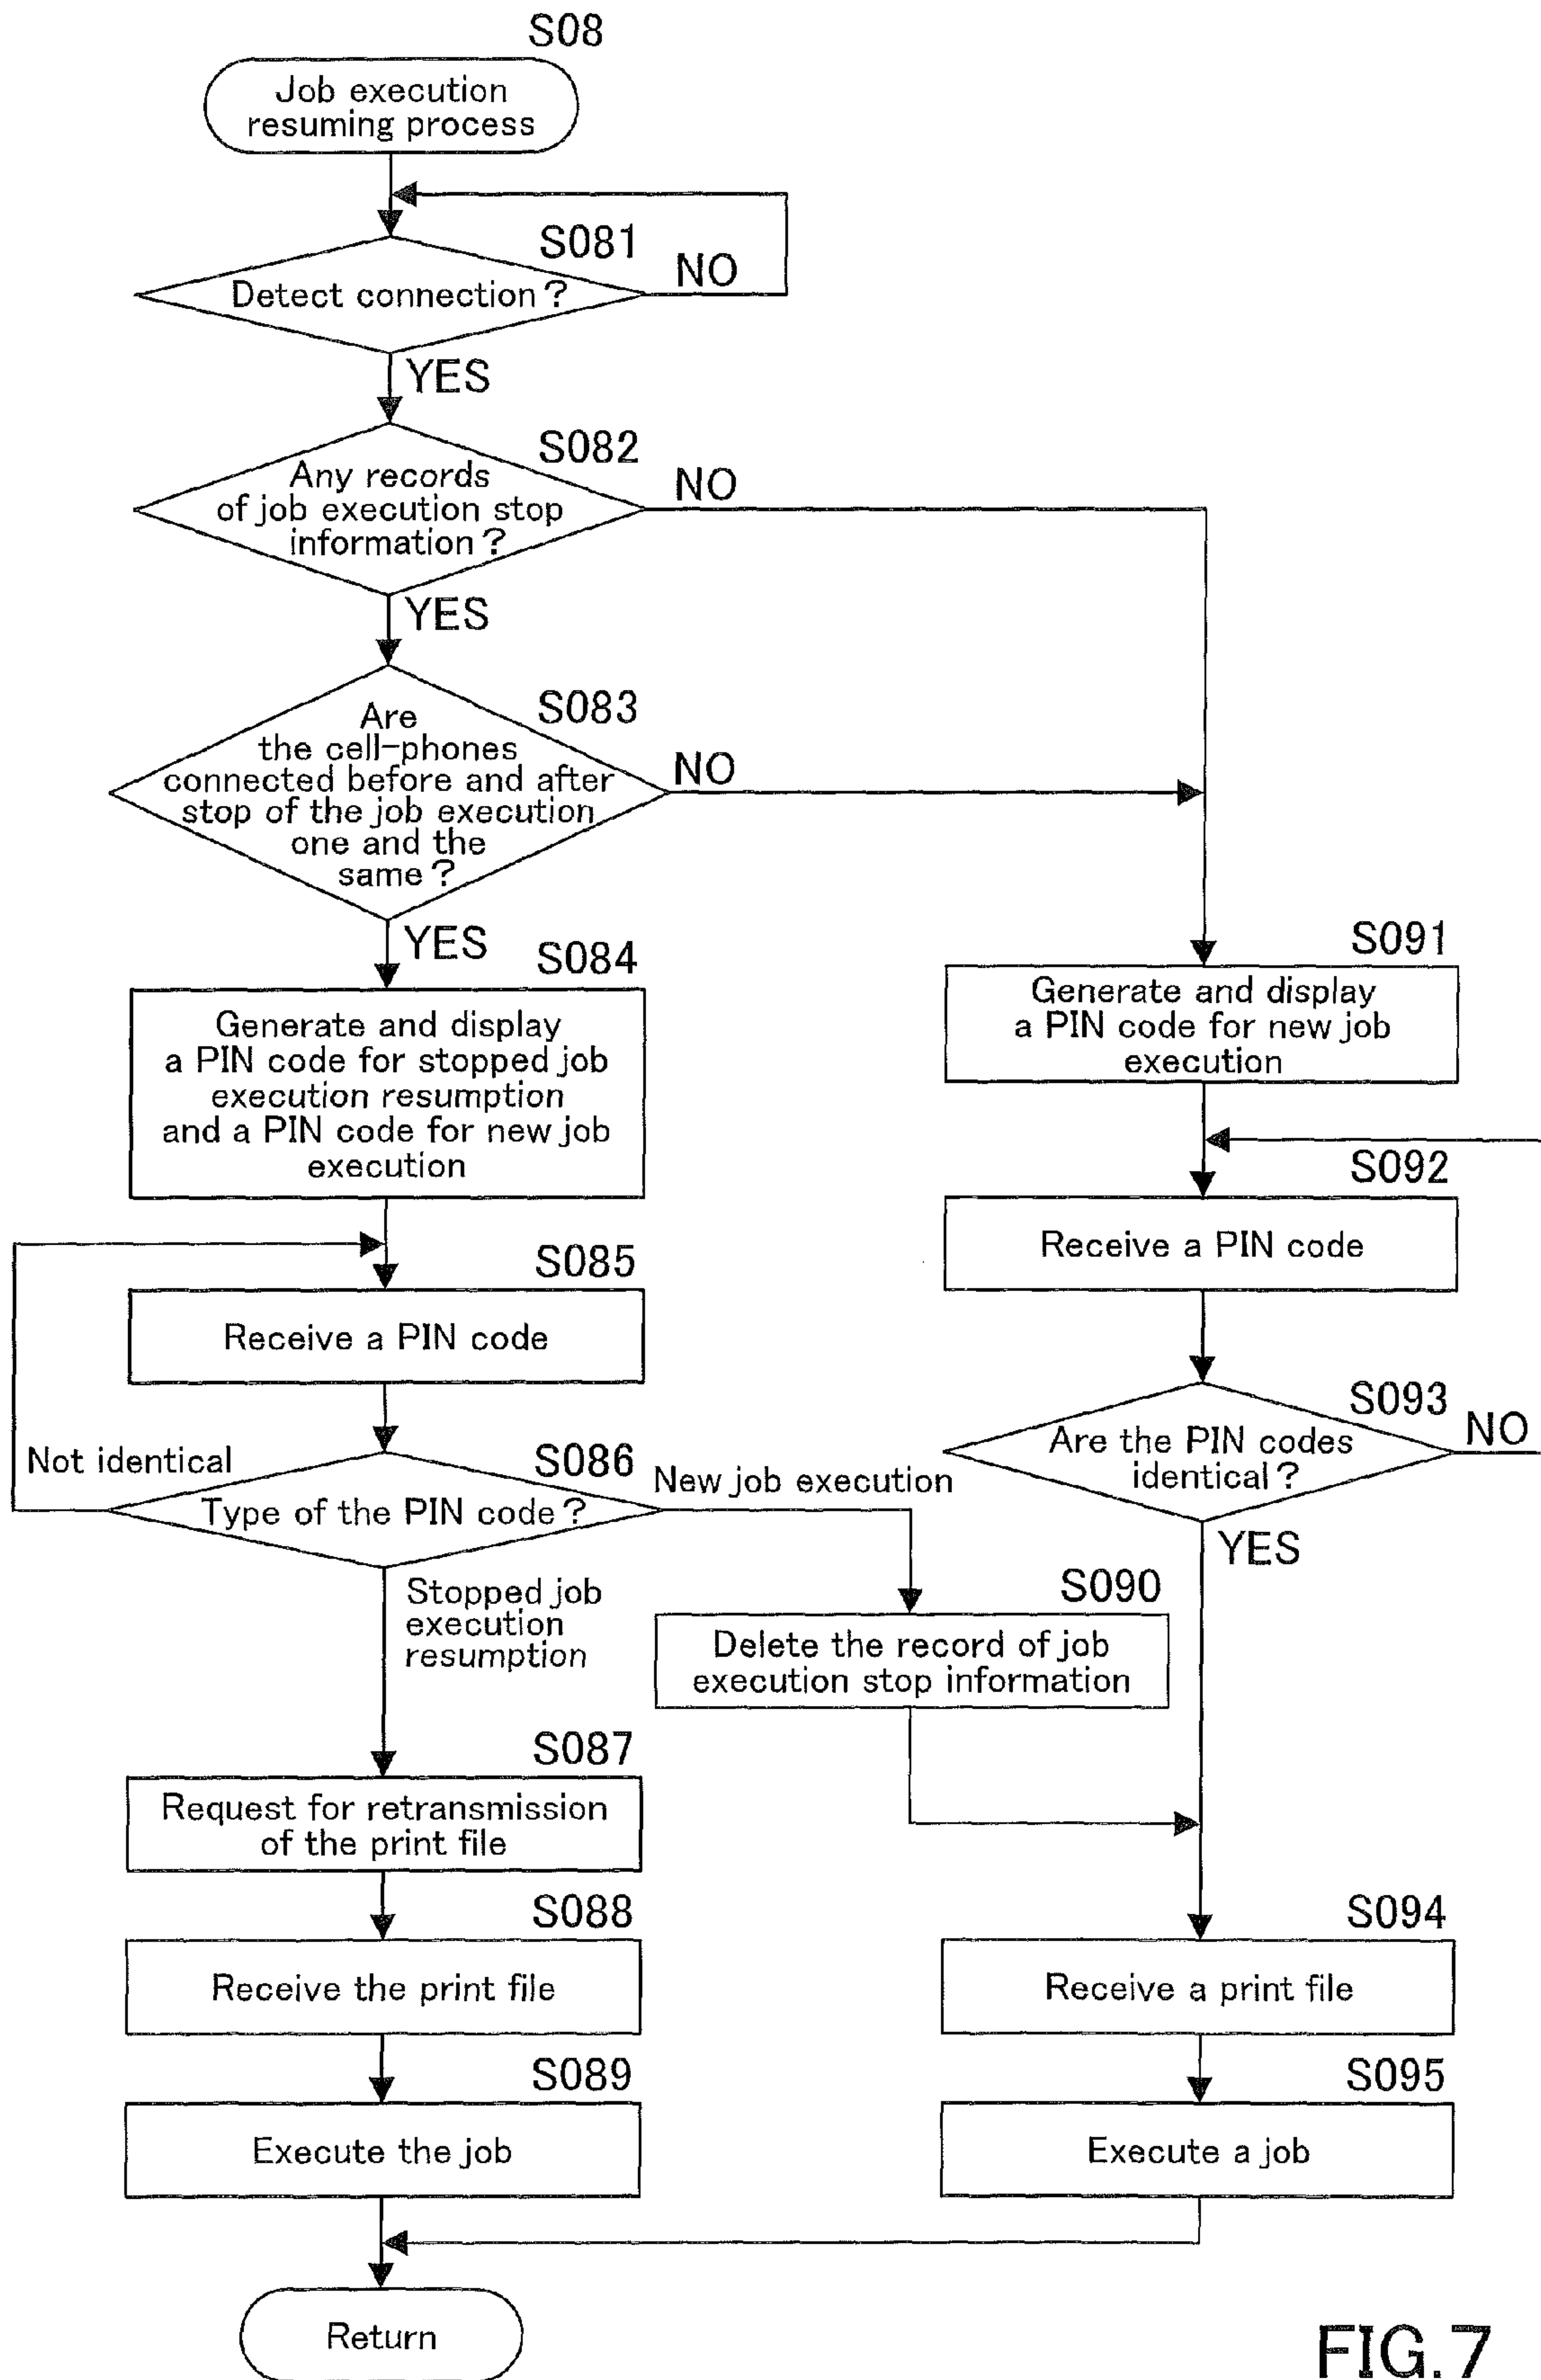 S08
Job execution
resuming process
S081
Detect connection?
NO
YES
S082
Any records
of job execution stop
information?
NO
YES
S083
Are
the cell-phones
connected before and after
stop of the job execution
one and the
same?
NO
YES
S084
Generate and display
a PIN code for stopped job
execution resumption
and a PIN code for new job
execution
S085
Receive a PIN code
S086
Type of the PIN code?
Not identical
New job execution
Stopped job
execution
resumption
S087
Request for retransmission
of the print file
S088
Receive the print file
S089
Execute the job
S090
Delete the record of job
execution stop information
S091
Generate and display
a PIN code for new job
execution
S092
Receive a PIN code
S093
Are the PIN codes
identical?
NO
YES
S094
Receive a print file
S095
Execute a job
Return
FIG.7